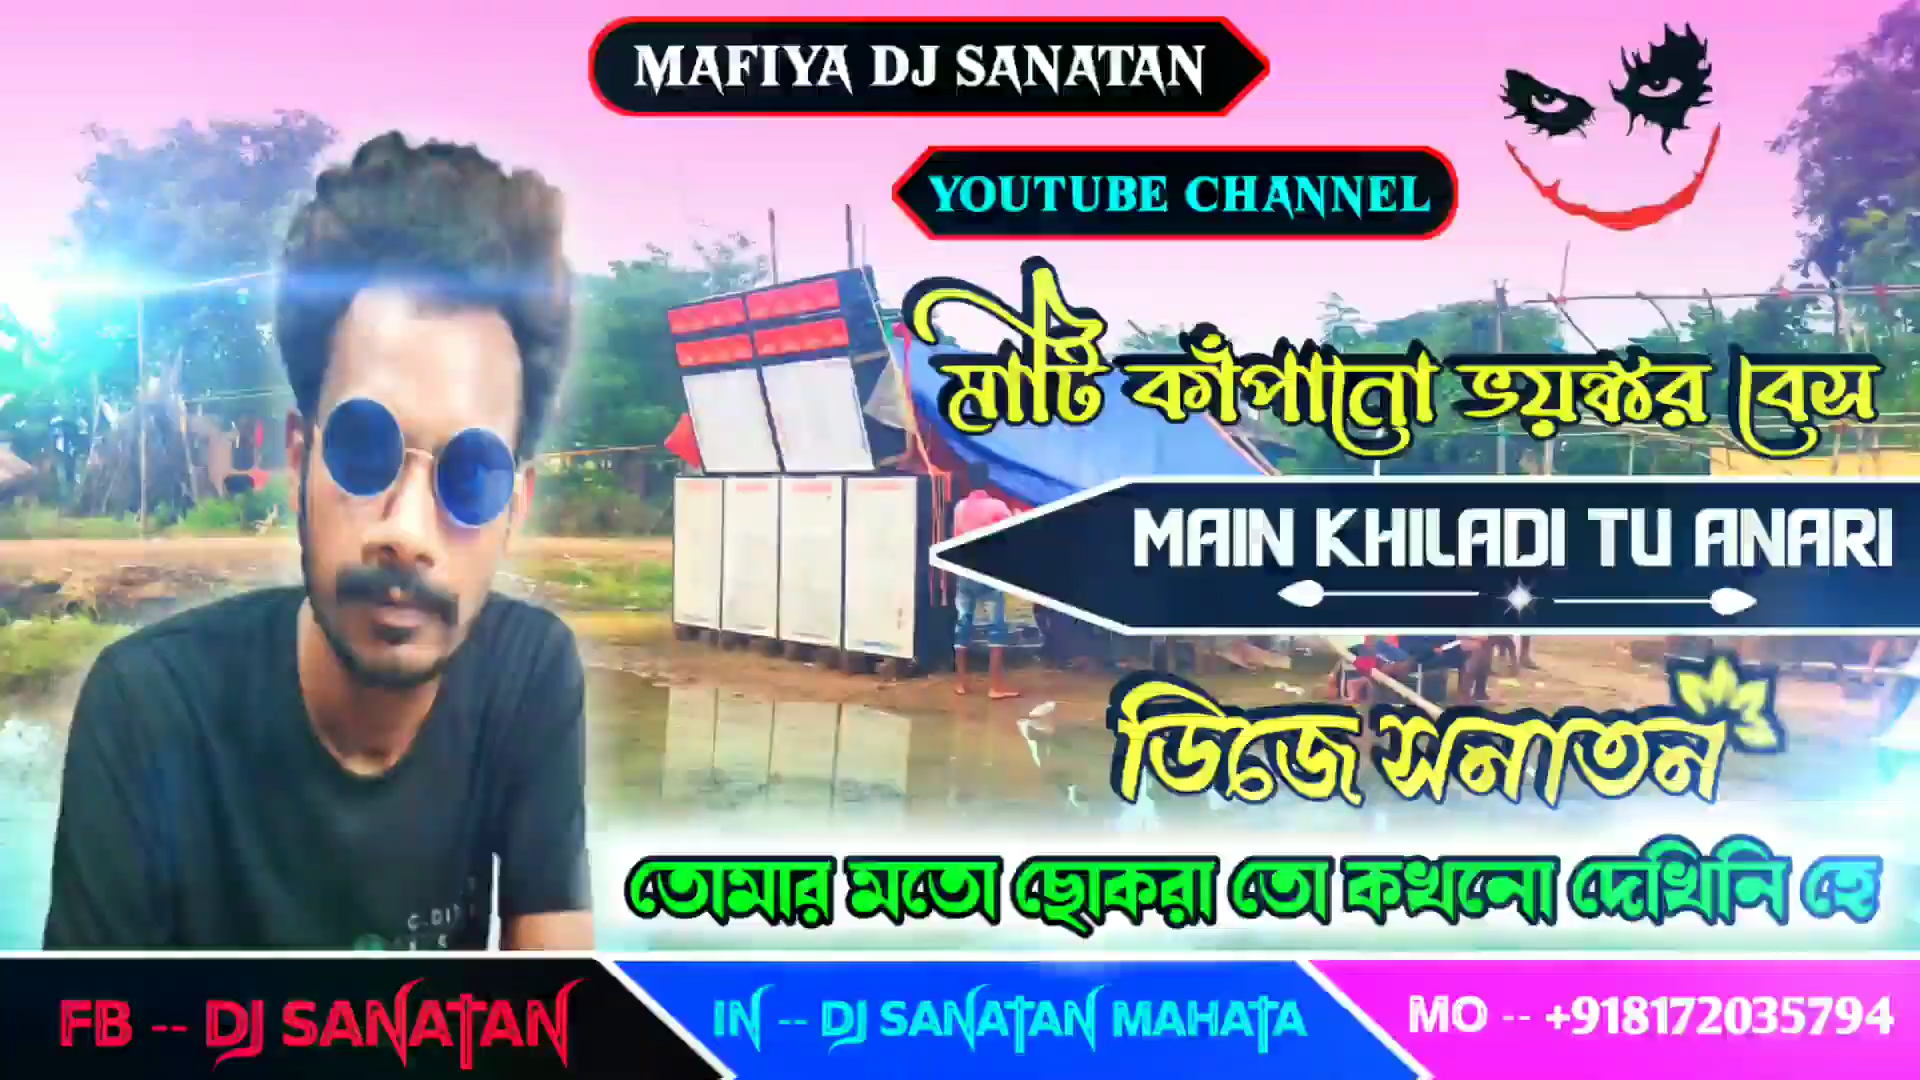 MAFIYA DJ SANATAN
YOUTUBE CHANNEL
মাটি কাঁপানো ভয়ঙ্কর বেস
MAIN KHILADI TU ANARI
ডিজে সনাতন
তোমার মতো ছোকরা তো কখনো দেখিনি হে
FB -- DJ SANATAN
IN -- DJ SANATAN MAHATA
MO -- +918172035794